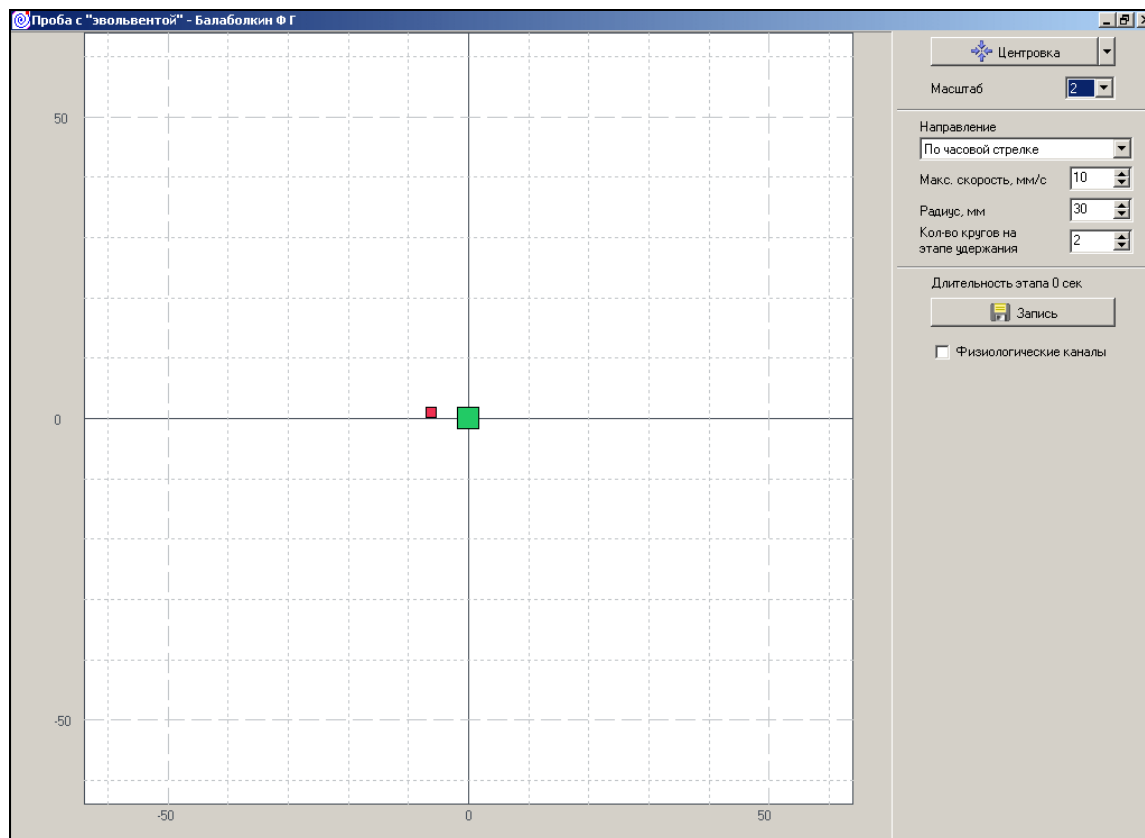 Проба с "эвольвентой" - Балаболкин Ф Г
Центровка
Масштаб 2
Направление
По часовой стрелке
Макс. скорость, мм/с 10
Радиус, мм 30
Кол-во кругов на
этапе удержания 2
Длительность этапа 0 сек
Запись
Физиологические каналы
50
0
-50
-50 0 50